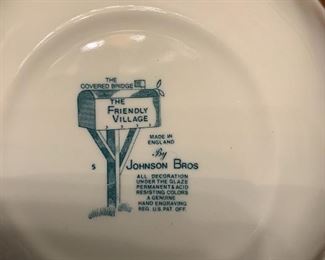 THE
COVERED BRIDGE
THE
FRIENDLY
VILLAGE
MADE IN
ENGLAND
By
S
JOHNSON BROS
ALL DECORATION
UNDER THE GLAZE
PERMANENT & ACID
RESISTING COLORS
A GENUINE
HAND ENGRAVING
REG. U.S. PAT. OFF.